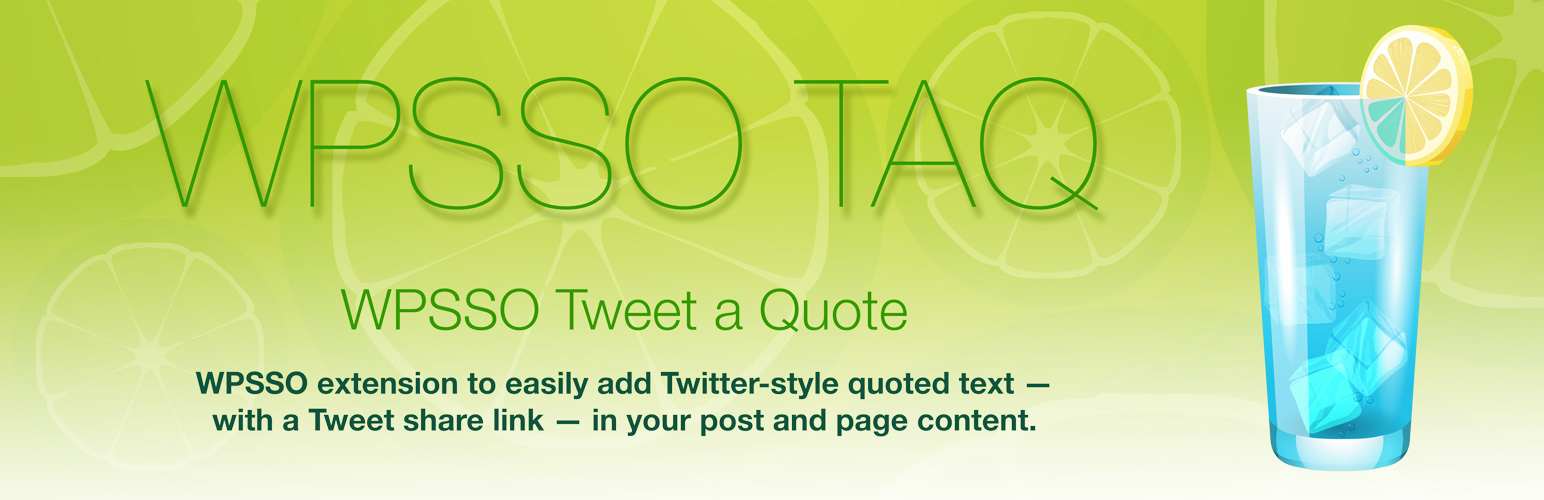 WPSSO TAQ
WPSSO Tweet a Quote
WPSSO extension to easily add Twitter-style quoted text —
with a Tweet share link — in your post and page content.